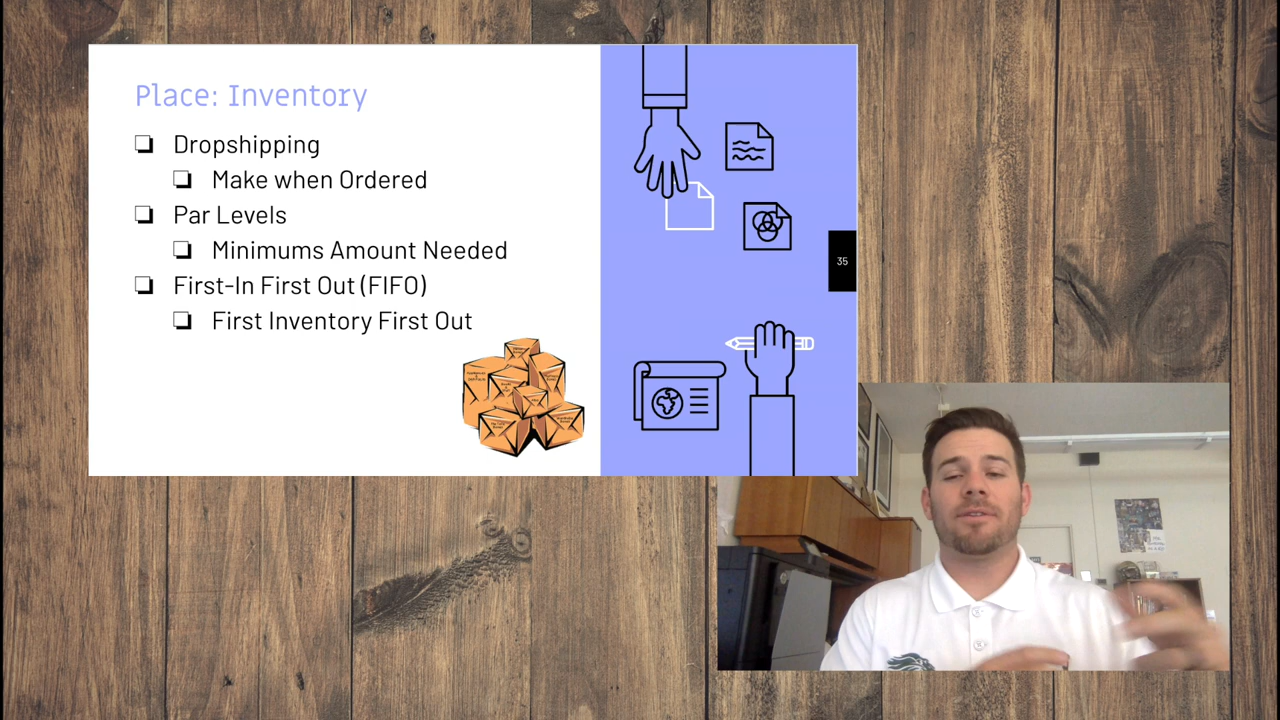 Place: Inventory
Dropshipping
Make when Ordered
Par Levels
Minimums Amount Needed
First-In First Out (FIFO)
First Inventory First Out
35